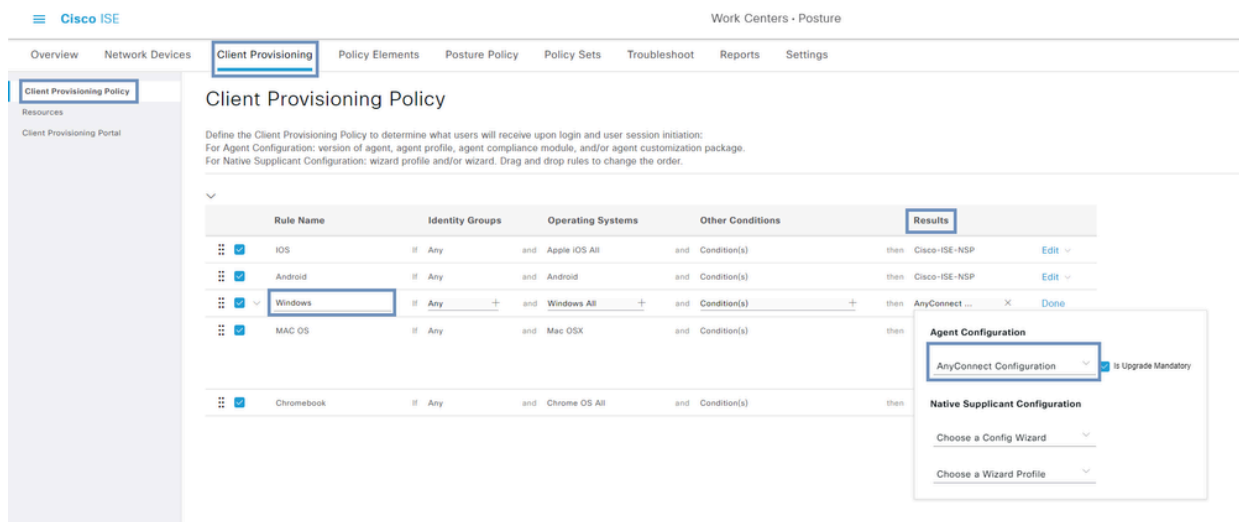 Cisco ISE
Work Centers · Posture
Overview Network Devices Client Provisioning Policy Elements Posture Policy Policy Sets Troubleshoot Reports Settings
Client Provisioning Policy
Resources
Client Provisioning Portal
Client Provisioning Policy
Define the Client Provisioning Policy to determine what users will receive upon login and user session initiation:
For Agent Configuration: version of agent, agent profile, agent compliance module, and/or agent customization package.
For Native Supplicant Configuration: wizard profile and/or wizard. Drag and drop rules to change the order.
Rule Name Identity Groups Operating Systems Other Conditions Results
IOS If Any and Apple iOS All and Condition(s) then Cisco-ISE-NSP Edit
Android If Any and Android and Condition(s) then Cisco-ISE-NSP Edit
Windows If Any and Windows All and Condition(s) then AnyConnect ... Done
MAC OS If Any and Mac OSX and Condition(s) then
Chromebook If Any and Chrome OS All and Condition(s) then
Agent Configuration
AnyConnect Configuration Is Upgrade Mandatory
Native Supplicant Configuration
Choose a Config Wizard
Choose a Wizard Profile